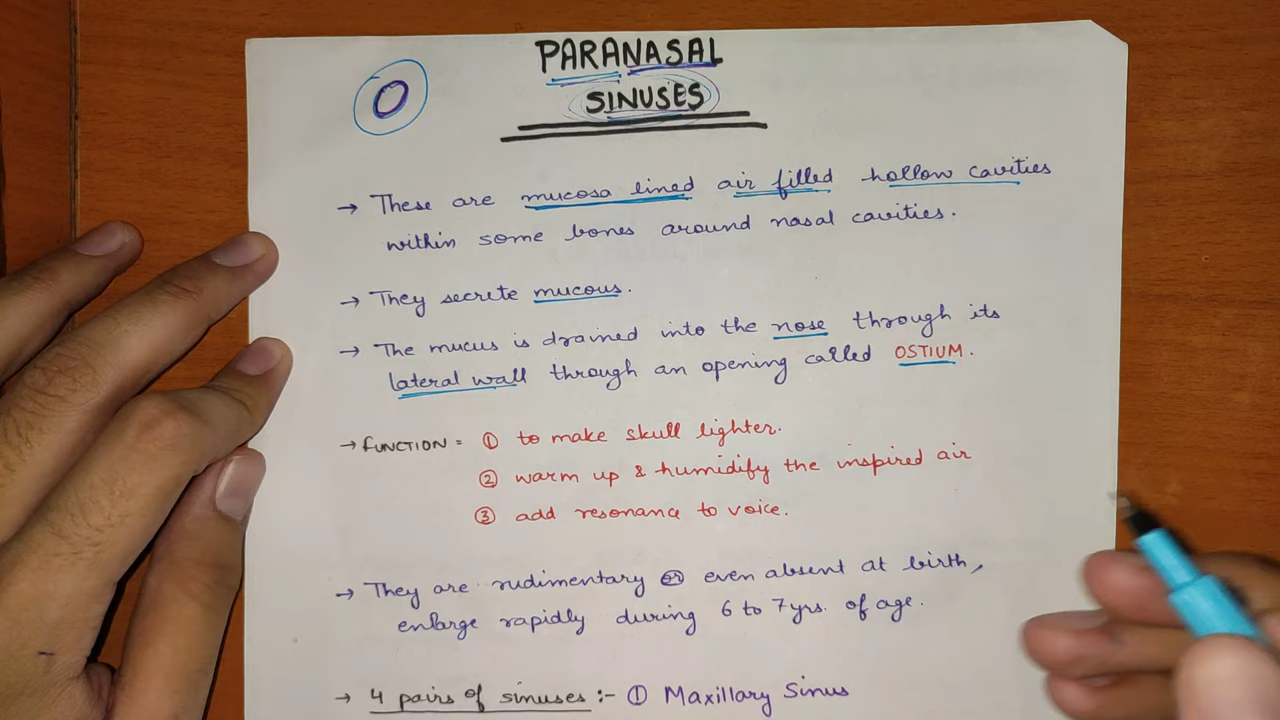 PARANASAL
SINUSES
→ These are mucosa lined air filled hollow cavities
within some bones around nasal cavities.
→ They secrete mucous.
→ The mucus is drained into the nose through its
lateral wall through an opening called OSTIUM.
→ FUNCTION = ① to make skull lighter.
② warm up & humidify the inspired air
③ add resonance to voice.
→ They are rudimentary or even absent at birth,
enlarge rapidly during 6 to 7 yrs. of age.
→ 4 pairs of sinuses :- ① Maxillary Sinus